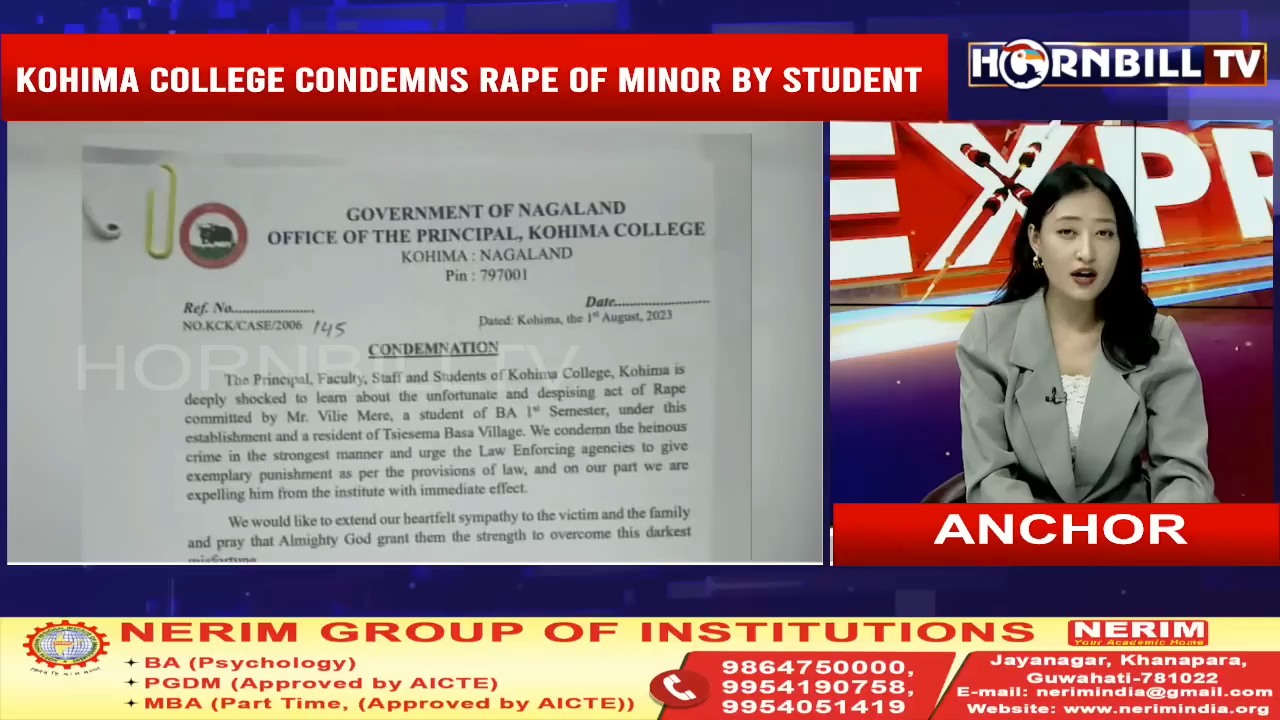 KOHIMA COLLEGE CONDEMNS RAPE OF MINOR BY STUDENT
HORNBILL TV
GOVERNMENT OF NAGALAND
OFFICE OF THE PRINCIPAL, KOHIMA COLLEGE
KOHIMA : NAGALAND
Pin : 797001
Ref. No..................... Date........................
NO.KCK/CASE/2006 145 Dated: Kohima, the 1st August, 2023
CONDEMNATION
HORNBILL TV
The Principal, Faculty, Staff and Students of Kohima College, Kohima is
deeply shocked to learn about the unfortunate and despising act of Rape
committed by Mr. Vilie Mere, a student of BA 1st Semester, under this
establishment and a resident of Tsiesema Basa Village. We condemn the heinous
crime in the strongest manner and urge the Law Enforcing agencies to give
exemplary punishment as per the provisions of law, and on our part we are
expelling him from the institute with immediate effect.
We would like to extend our heartfelt sympathy to the victim and the family
and pray that Almighty God grant them the strength to overcome this darkest
EXPR
ANCHOR
NERIM GROUP OF INSTITUTIONS
BA (Psychology)
PGDM (Approved by AICTE)
MBA (Part Time, (Approved by AICTE))
9864750000,
9954190758,
9954051419
NERIM
Your Academic Home
Jayanagar, Khanapara,
Guwahati-781022
E-mail: nerimindia@gmail.com
Website: www.nerimindia.org